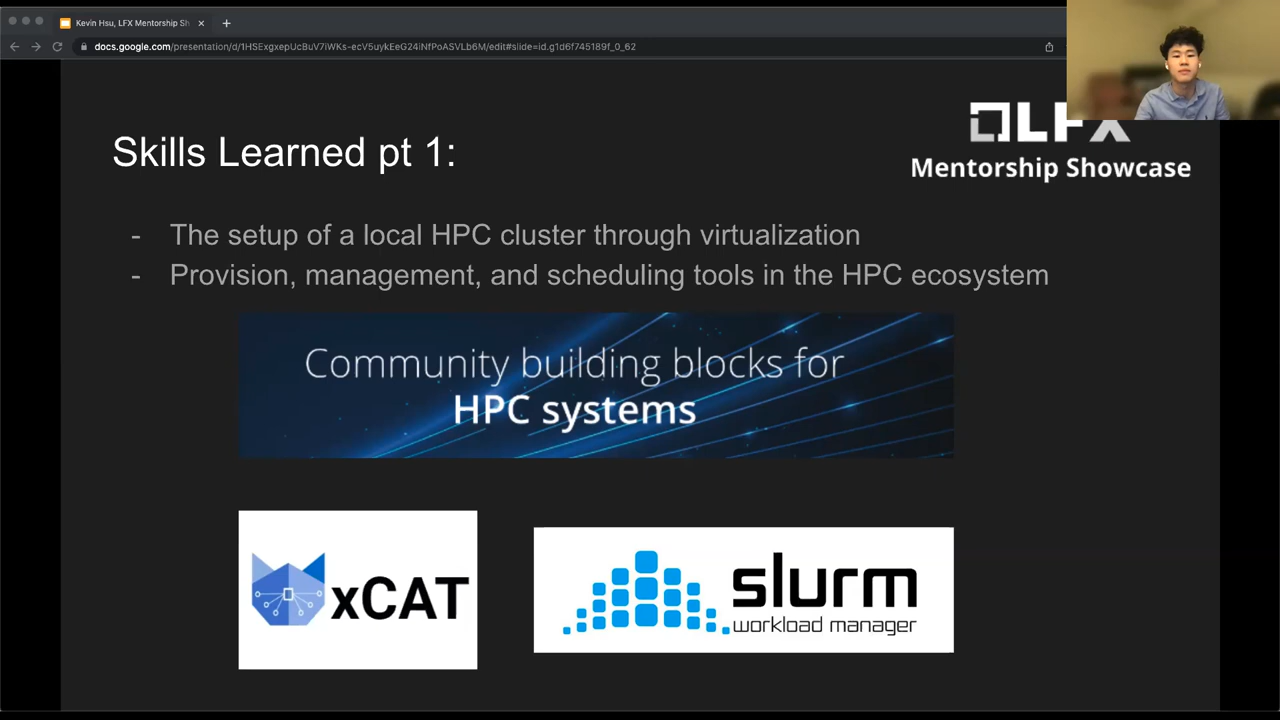 Kevin Hsu, LFX Mentorship Sh
docs.google.com/presentation/d/1HSExgxepUcBuV7iWKs-ecV5uykEeG24iNfPoASVLb6M/edit#slide=id.g1d6f745189f_0_62
LFX
Mentorship Showcase
Skills Learned pt 1:
- The setup of a local HPC cluster through virtualization
- Provision, management, and scheduling tools in the HPC ecosystem
Community building blocks for
HPC systems
xCAT
slurm
workload manager